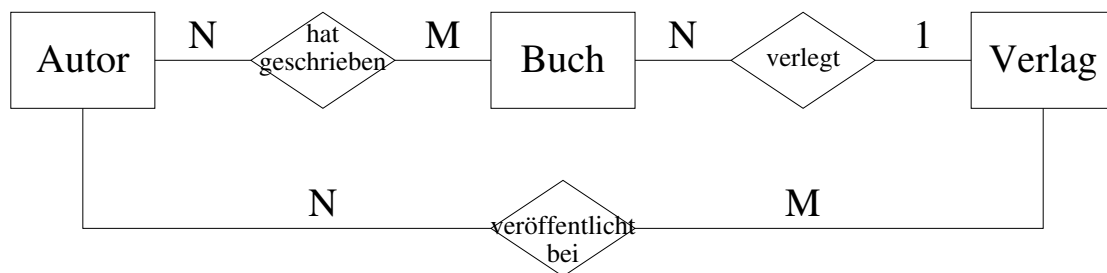 Autor N hat geschrieben M Buch N verlegt 1 Verlag
N veröffentlicht bei M